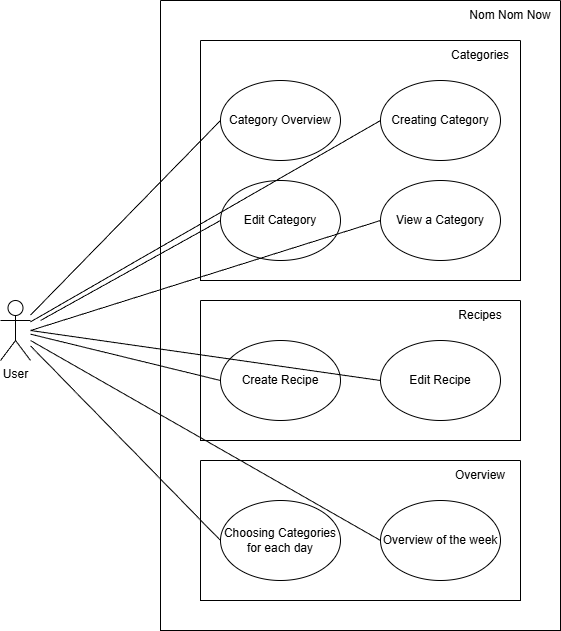 Nom Nom Now
Categories
Category Overview
Creating Category
Edit Category
View a Category
User
Recipes
Create Recipe
Edit Recipe
Overview
Choosing Categories
for each day
Overview of the week